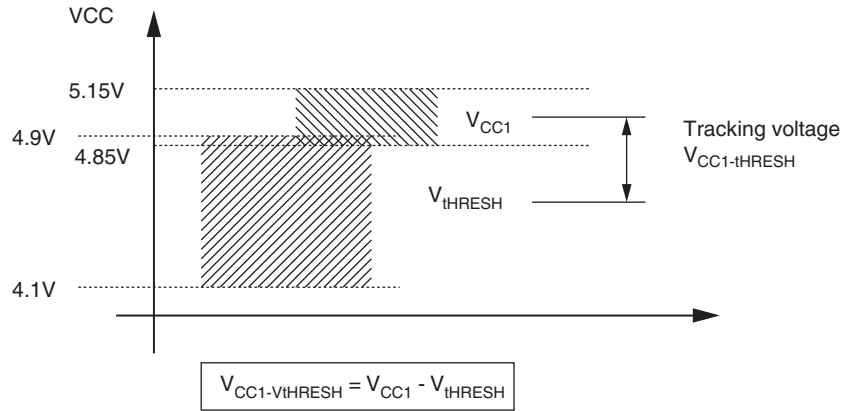 VCC
5.15V
4.9V
4.85V
4.1V
V_CC1
V_tHRESH
Tracking voltage
V_CC1-tHRESH
V_CC1-VtHRESH = V_CC1 - V_tHRESH